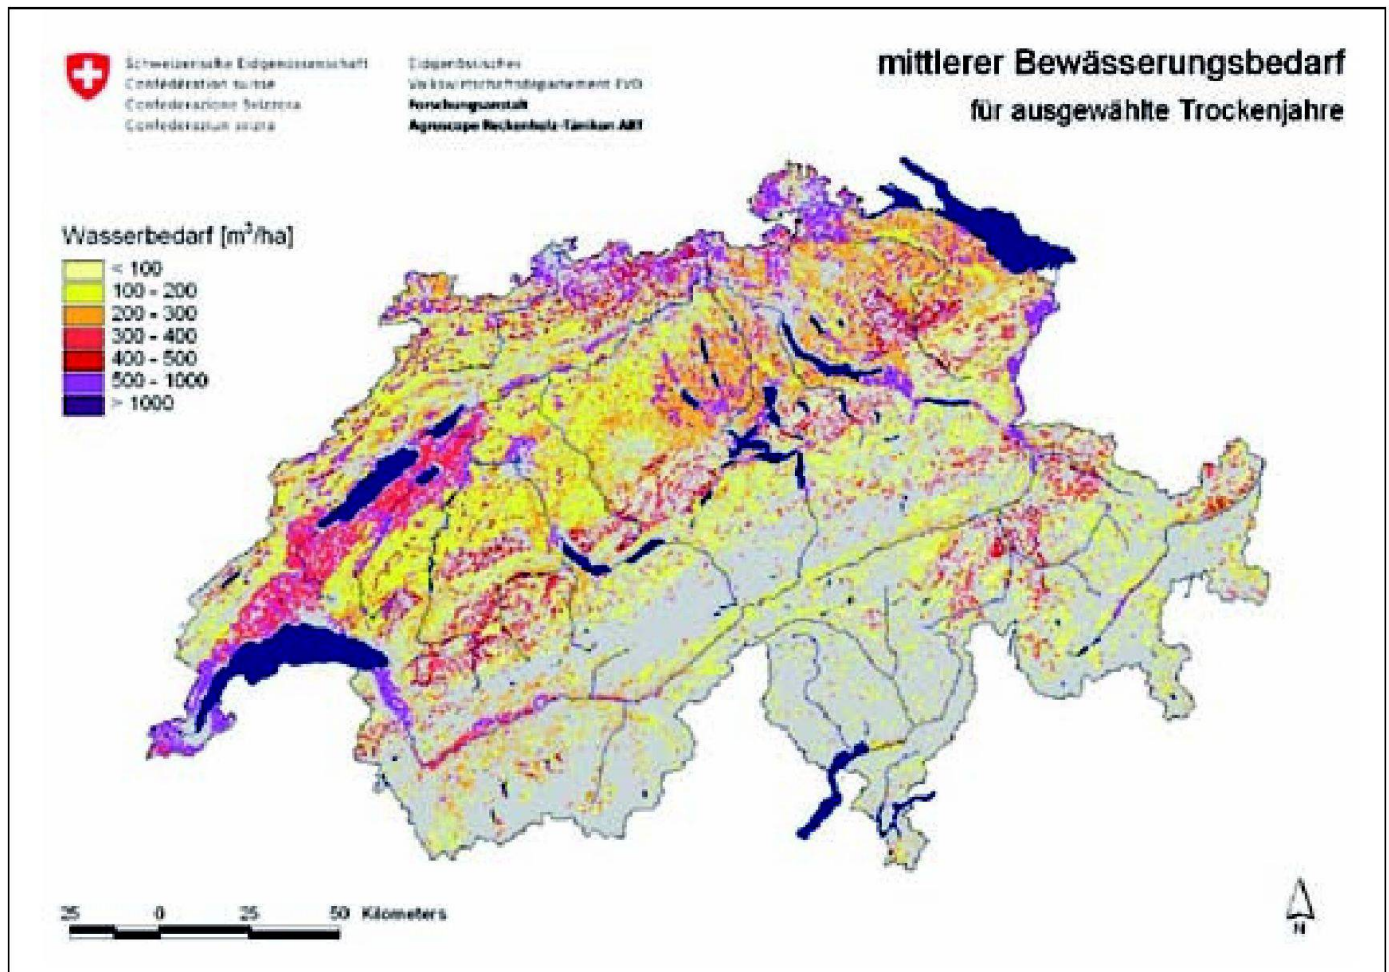 Schweizerische Eidgenossenschaft
Confédération suisse
Confederazione Svizzera
Confederaziun svizra
Eidgenössisches
Volkswirtschaftsdepartement EVD
Forschungsanstalt
Agroscope Reckenholz-Tänikon ART
mittlerer Bewässerungsbedarf
für ausgewählte Trockenjahre
Wasserbedarf [m³/ha]
< 100
100 - 200
200 - 300
300 - 400
400 - 500
500 - 1000
> 1000
25 0 25 50 Kilometers
N